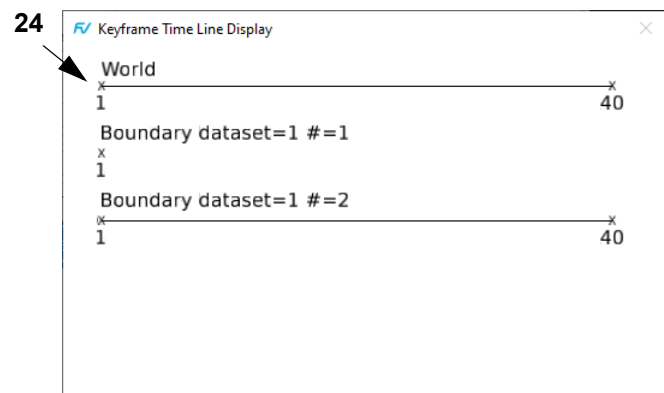 24
FV Keyframe Time Line Display
World
x x
1 40
Boundary dataset=1 #=1
x
1
Boundary dataset=1 #=2
x x
1 40